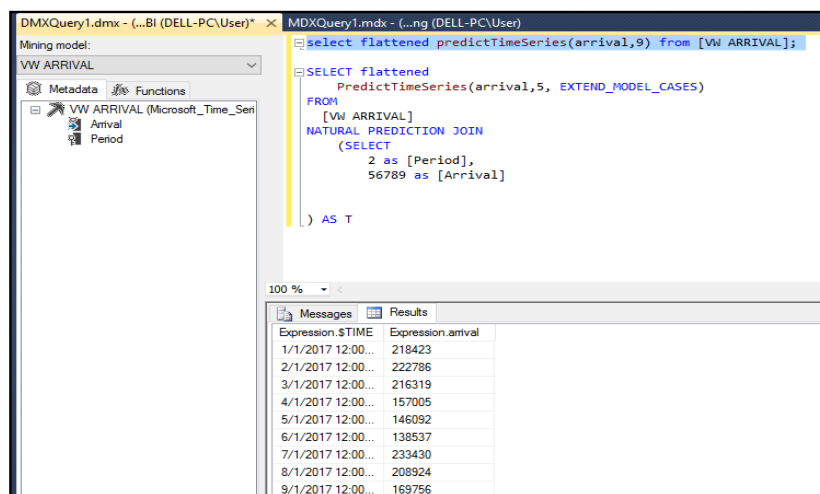 DMXQuery1.dmx - (...BI (DELL-PC\User)* × MDXQuery1.mdx - (...ng (DELL-PC\User)
Mining model:
VW ARRIVAL
Metadata Functions
VW ARRIVAL (Microsoft_Time_Seri
Arrival
Period
select flattened predictTimeSeries(arrival,9) from [VW ARRIVAL];
SELECT flattened
PredictTimeSeries(arrival,5, EXTEND_MODEL_CASES)
FROM
[VW ARRIVAL]
NATURAL PREDICTION JOIN
(SELECT
2 as [Period],
56789 as [Arrival]
) AS T
100 %
Messages Results
Expression.$TIME Expression.arrival
1/1/2017 12:00... 218423
2/1/2017 12:00... 222786
3/1/2017 12:00... 216319
4/1/2017 12:00... 157005
5/1/2017 12:00... 146092
6/1/2017 12:00... 138537
7/1/2017 12:00... 233430
8/1/2017 12:00... 208924
9/1/2017 12:00... 169756